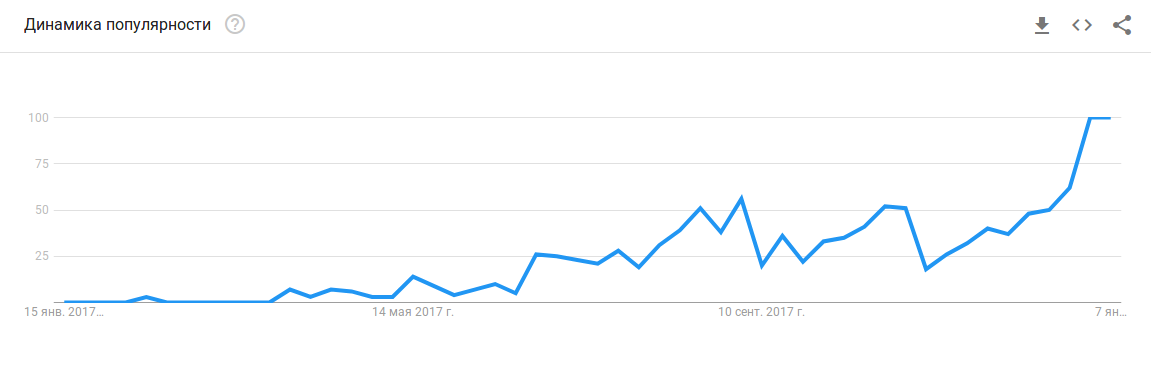 Динамика популярности ?
100
75
50
25
15 янв. 2017…
14 мая 2017 г.
10 сент. 2017 г.
7 ян…